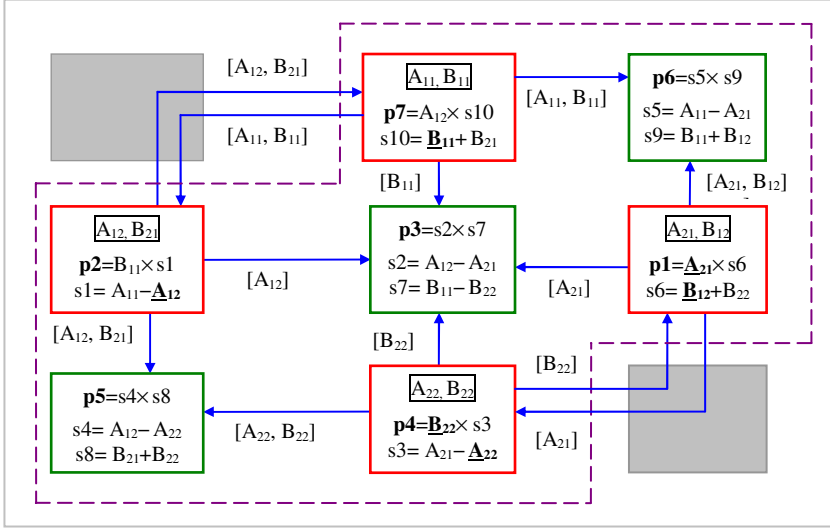 [A₁₂, B₂₁]
[A₁₁, B₁₁]
A₁₁, B₁₁
p7=A₁₂× s10
s10= B₁₁+B₂₁
[A₁₁, B₁₁]
p6=s5× s9
s5= A₁₁− A₂₁
s9= B₁₁+B₁₂
[B₁₁]
[A₂₁, B₁₂]
A₁₂, B₂₁
p2=B₁₁×s1
s1= A₁₁−A₁₂
[A₁₂]
p3=s2×s7
s2= A₁₂−A₂₁
s7= B₁₁− B₂₂
[A₂₁]
A₂₁, B₁₂
p1=A₂₁×s6
s6= B₁₂+B₂₂
[A₁₂, B₂₁]
[B₂₂]
[B₂₂]
p5=s4×s8
s4= A₁₂−A₂₂
s8= B₂₁+B₂₂
[A₂₂, B₂₂]
A₂₂, B₂₂
p4=B₂₂× s3
s3= A₂₁−A₂₂
[A₂₁]